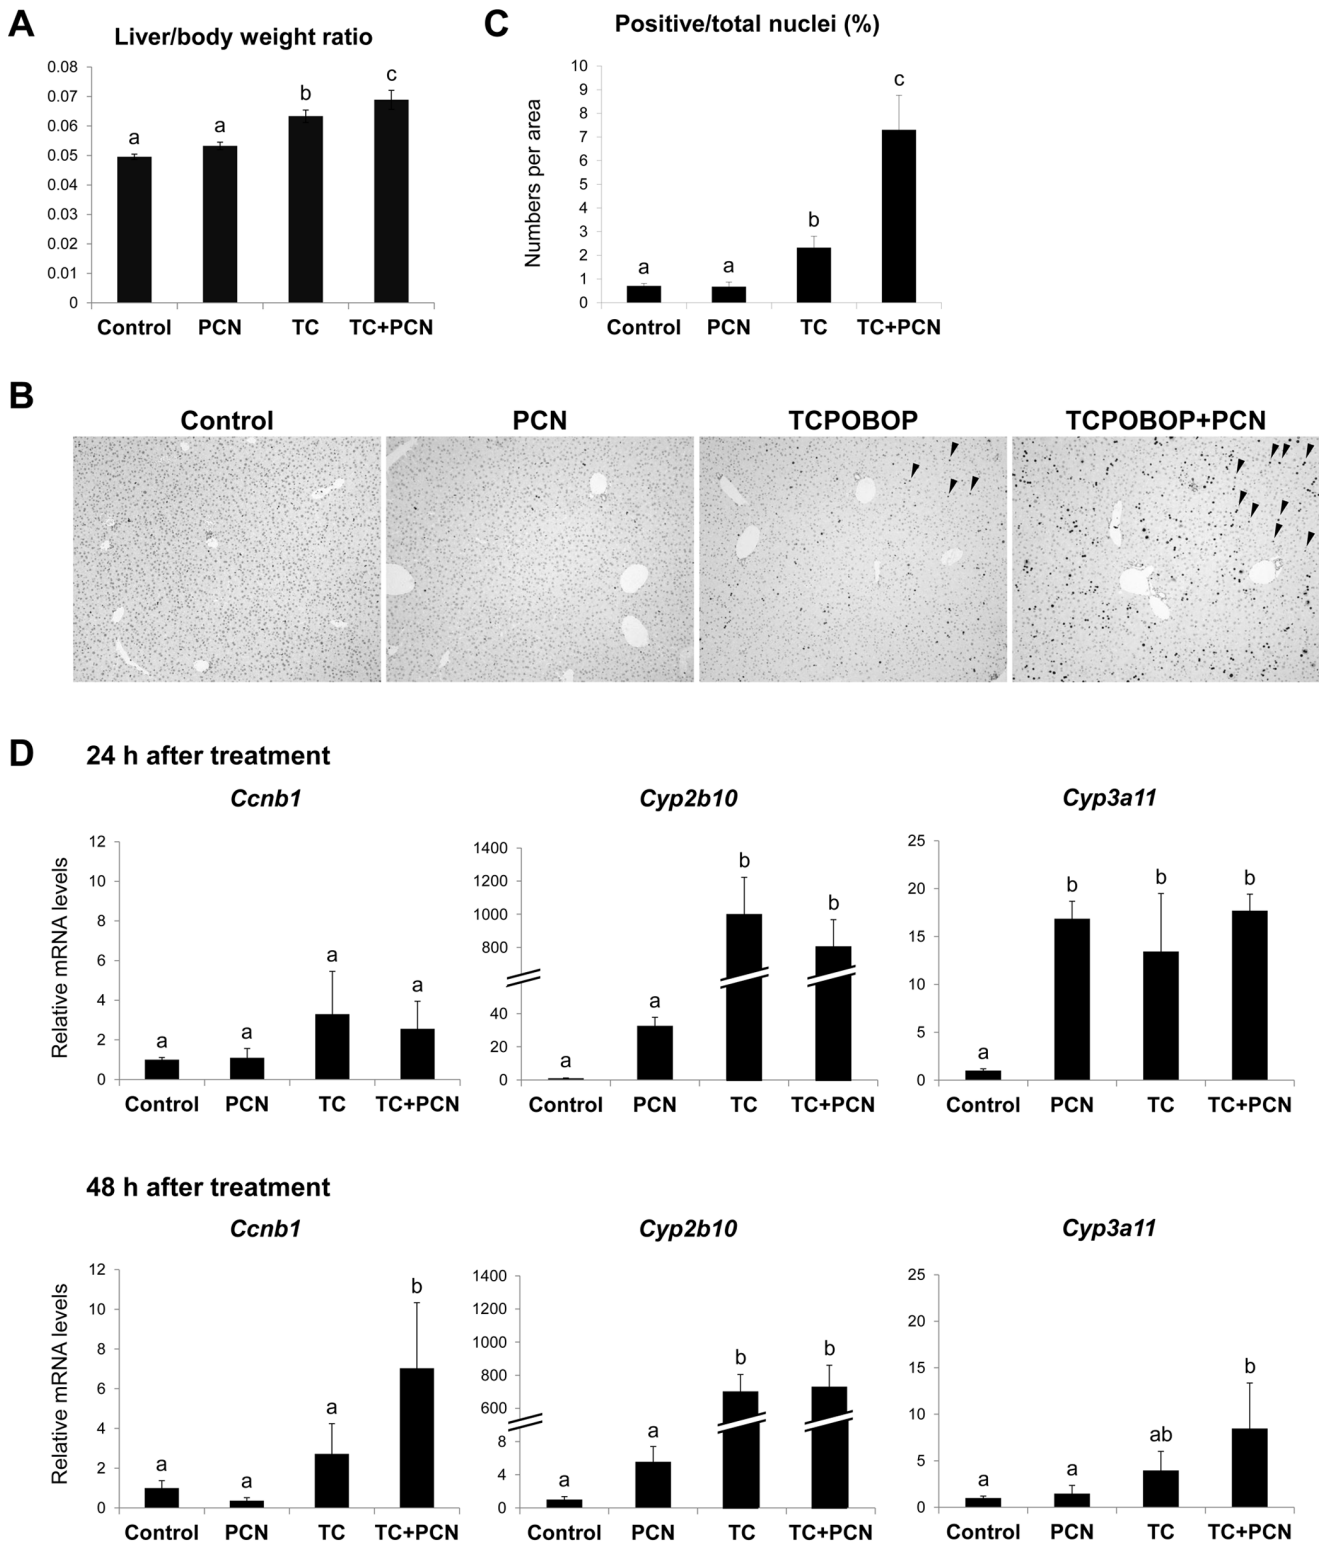 A
Liver/body weight ratio
0.08
0.07
0.06
0.05
0.04
0.03
0.02
0.01
0
a
a
b
c
Control PCN TC TC+PCN
C
Positive/total nuclei (%)
Numbers per area
10
9
8
7
6
5
4
3
2
1
0
a
a
b
c
Control PCN TC TC+PCN
B
Control
PCN
TCPOBOP
TCPOBOP+PCN
D
24 h after treatment
Ccnb1
Relative mRNA levels
12
10
8
6
4
2
0
a
a
a
a
Control PCN TC TC+PCN
Cyp2b10
1400
1200
1000
800
40
20
0
a
a
b
b
Control PCN TC TC+PCN
Cyp3a11
25
20
15
10
5
0
a
b
b
b
Control PCN TC TC+PCN
48 h after treatment
Ccnb1
Relative mRNA levels
12
10
8
6
4
2
0
a
a
a
b
Control PCN TC TC+PCN
Cyp2b10
1400
1200
1000
800
600
8
4
0
a
a
b
b
Control PCN TC TC+PCN
Cyp3a11
25
20
15
10
5
0
a
a
ab
b
Control PCN TC TC+PCN